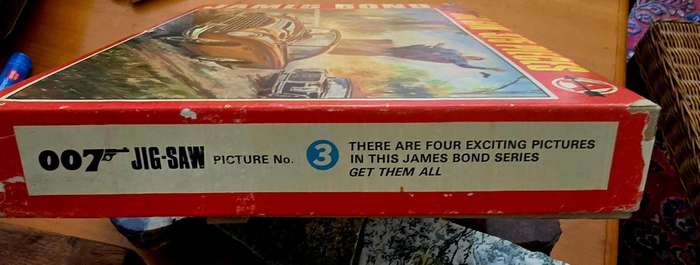 JAMES BOND
007 JIG-SAW PICTURE No. 3
THERE ARE FOUR EXCITING PICTURES
IN THIS JAMES BOND SERIES
GET THEM ALL